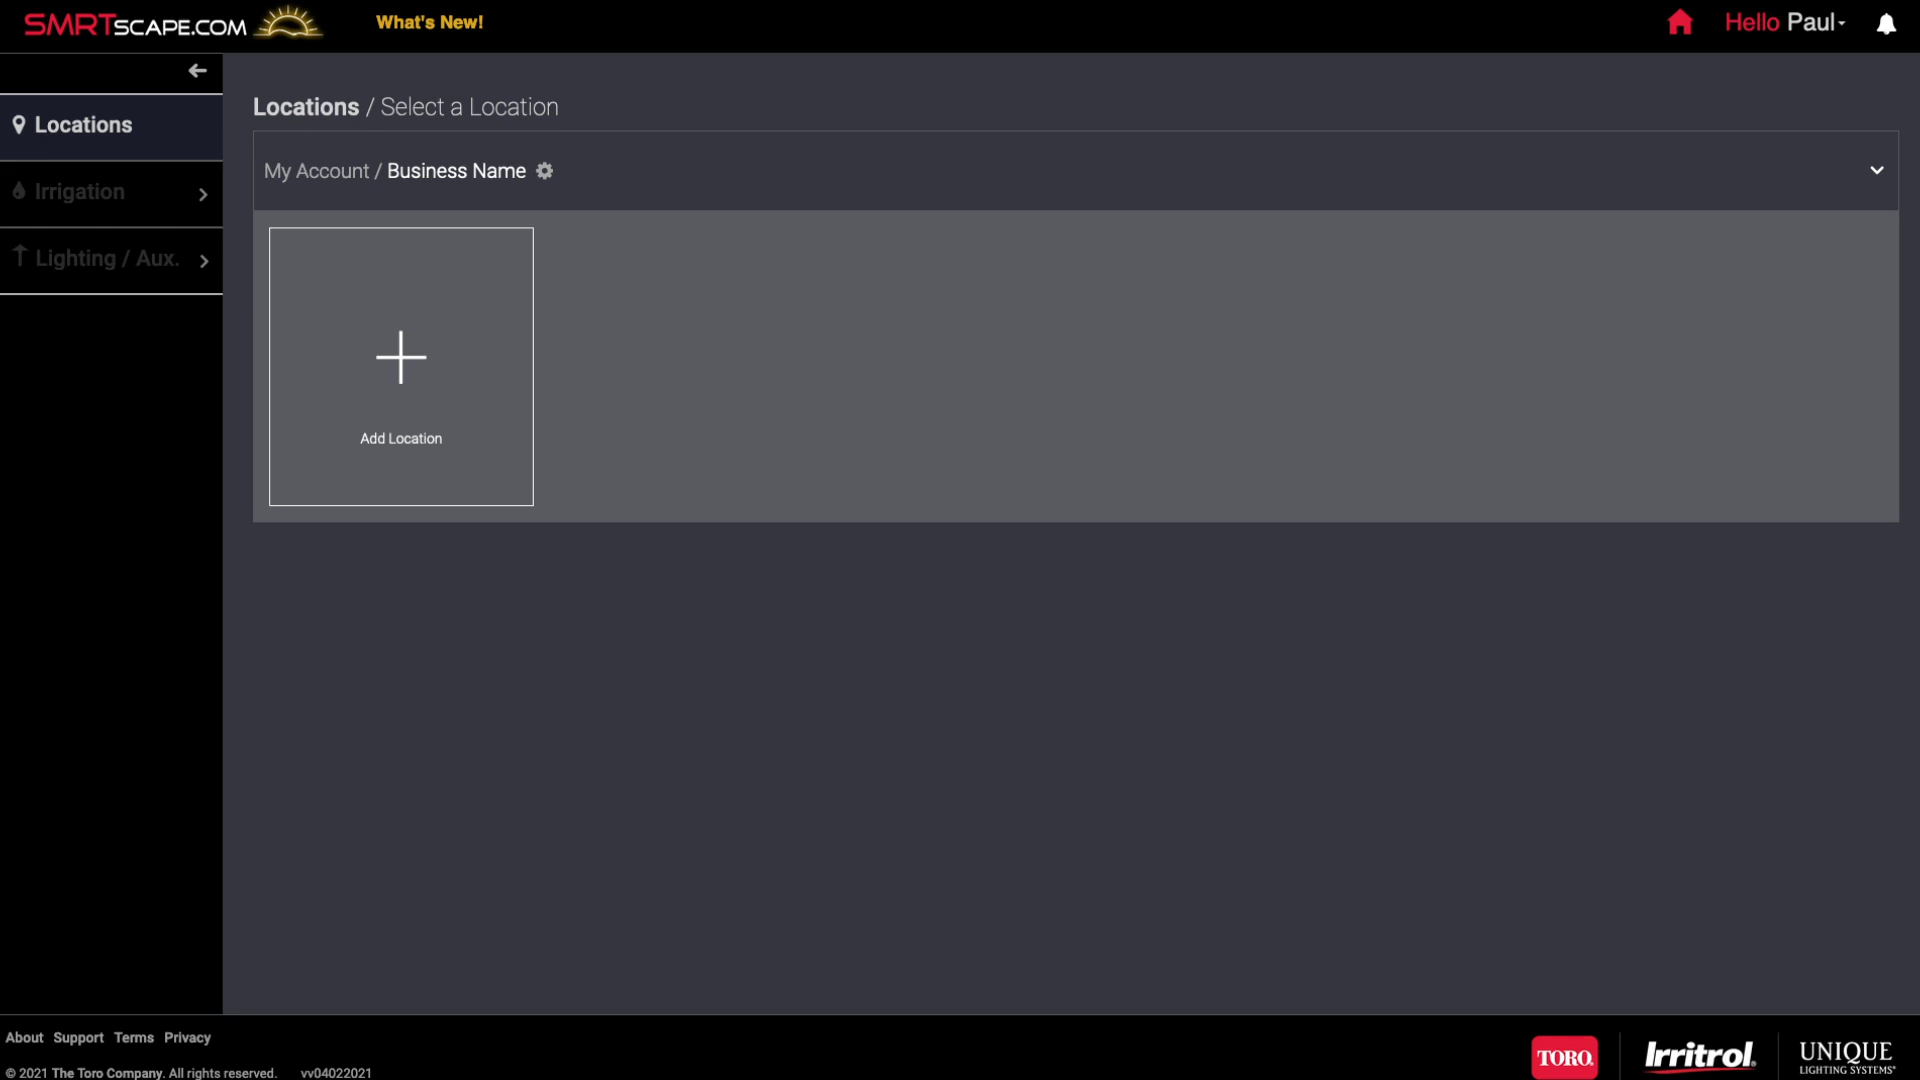 SMRTSCAPE.COM
What's New!
Hello Paul
Locations
Irrigation
Lighting / Aux.
Locations / Select a Location
My Account / Business Name
Add Location
About Support Terms Privacy
© 2021 The Toro Company. All rights reserved. vv04022021
TORO.
Irritrol.
UNIQUE
LIGHTING SYSTEMS®